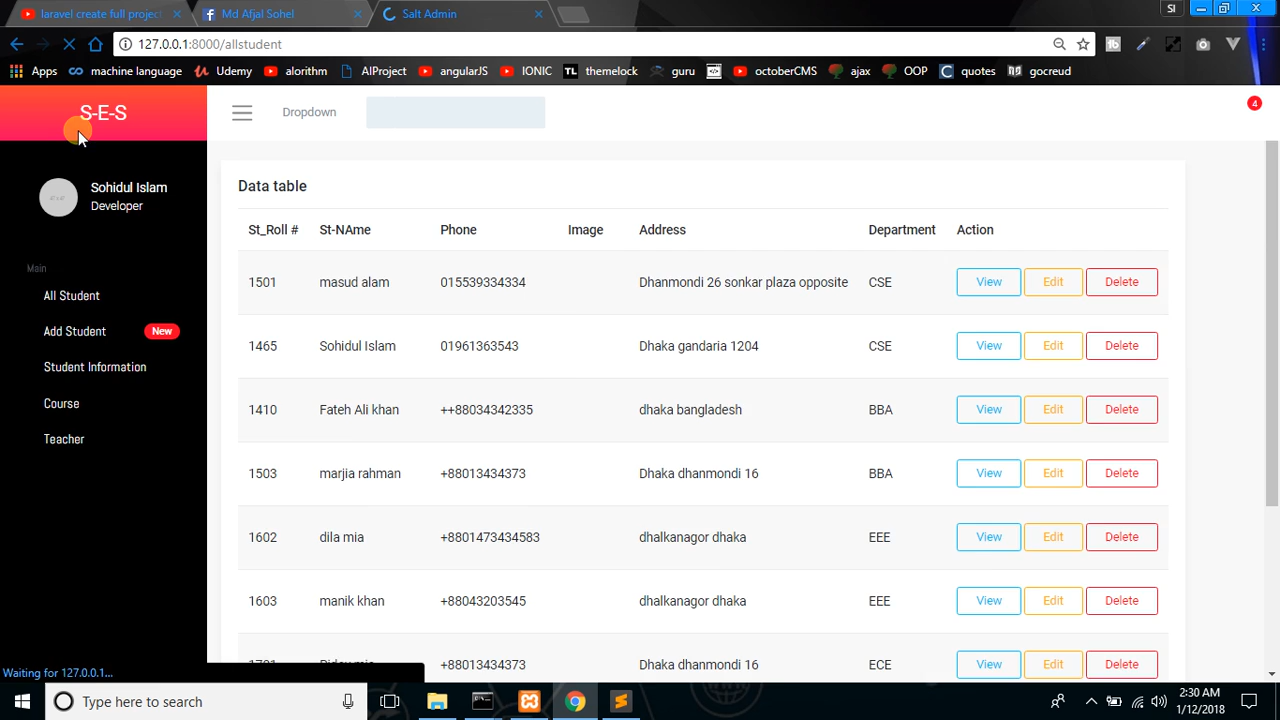 laravel create full project
Md Afjal Sohel
Salt Admin
SI
127.0.0.1:8000/allstudent
Apps
machine language
Udemy
alorithm
AIProject
angularJS
IONIC
TL themelock
guru
octoberCMS
ajax
OOP
quotes
gocreud
S-E-S
Dropdown
4
Sohidul Islam
Developer
Main
All Student
Add Student New
Student Information
Course
Teacher
Data table
St_Roll # St-NAme Phone Image Address Department Action
1501 masud alam 015539334334 Dhanmondi 26 sonkar plaza opposite CSE View Edit Delete
1465 Sohidul Islam 01961363543 Dhaka gandaria 1204 CSE View Edit Delete
1410 Fateh Ali khan ++88034342335 dhaka bangladesh BBA View Edit Delete
1503 marjia rahman +88013434373 Dhaka dhanmondi 16 BBA View Edit Delete
1602 dila mia +8801473434583 dhalkanagor dhaka EEE View Edit Delete
1603 manik khan +88043203545 dhalkanagor dhaka EEE View Edit Delete
+88013434373 Dhaka dhanmondi 16 ECE View Edit Delete
Waiting for 127.0.0.1...
Type here to search
2:30 AM
1/12/2018